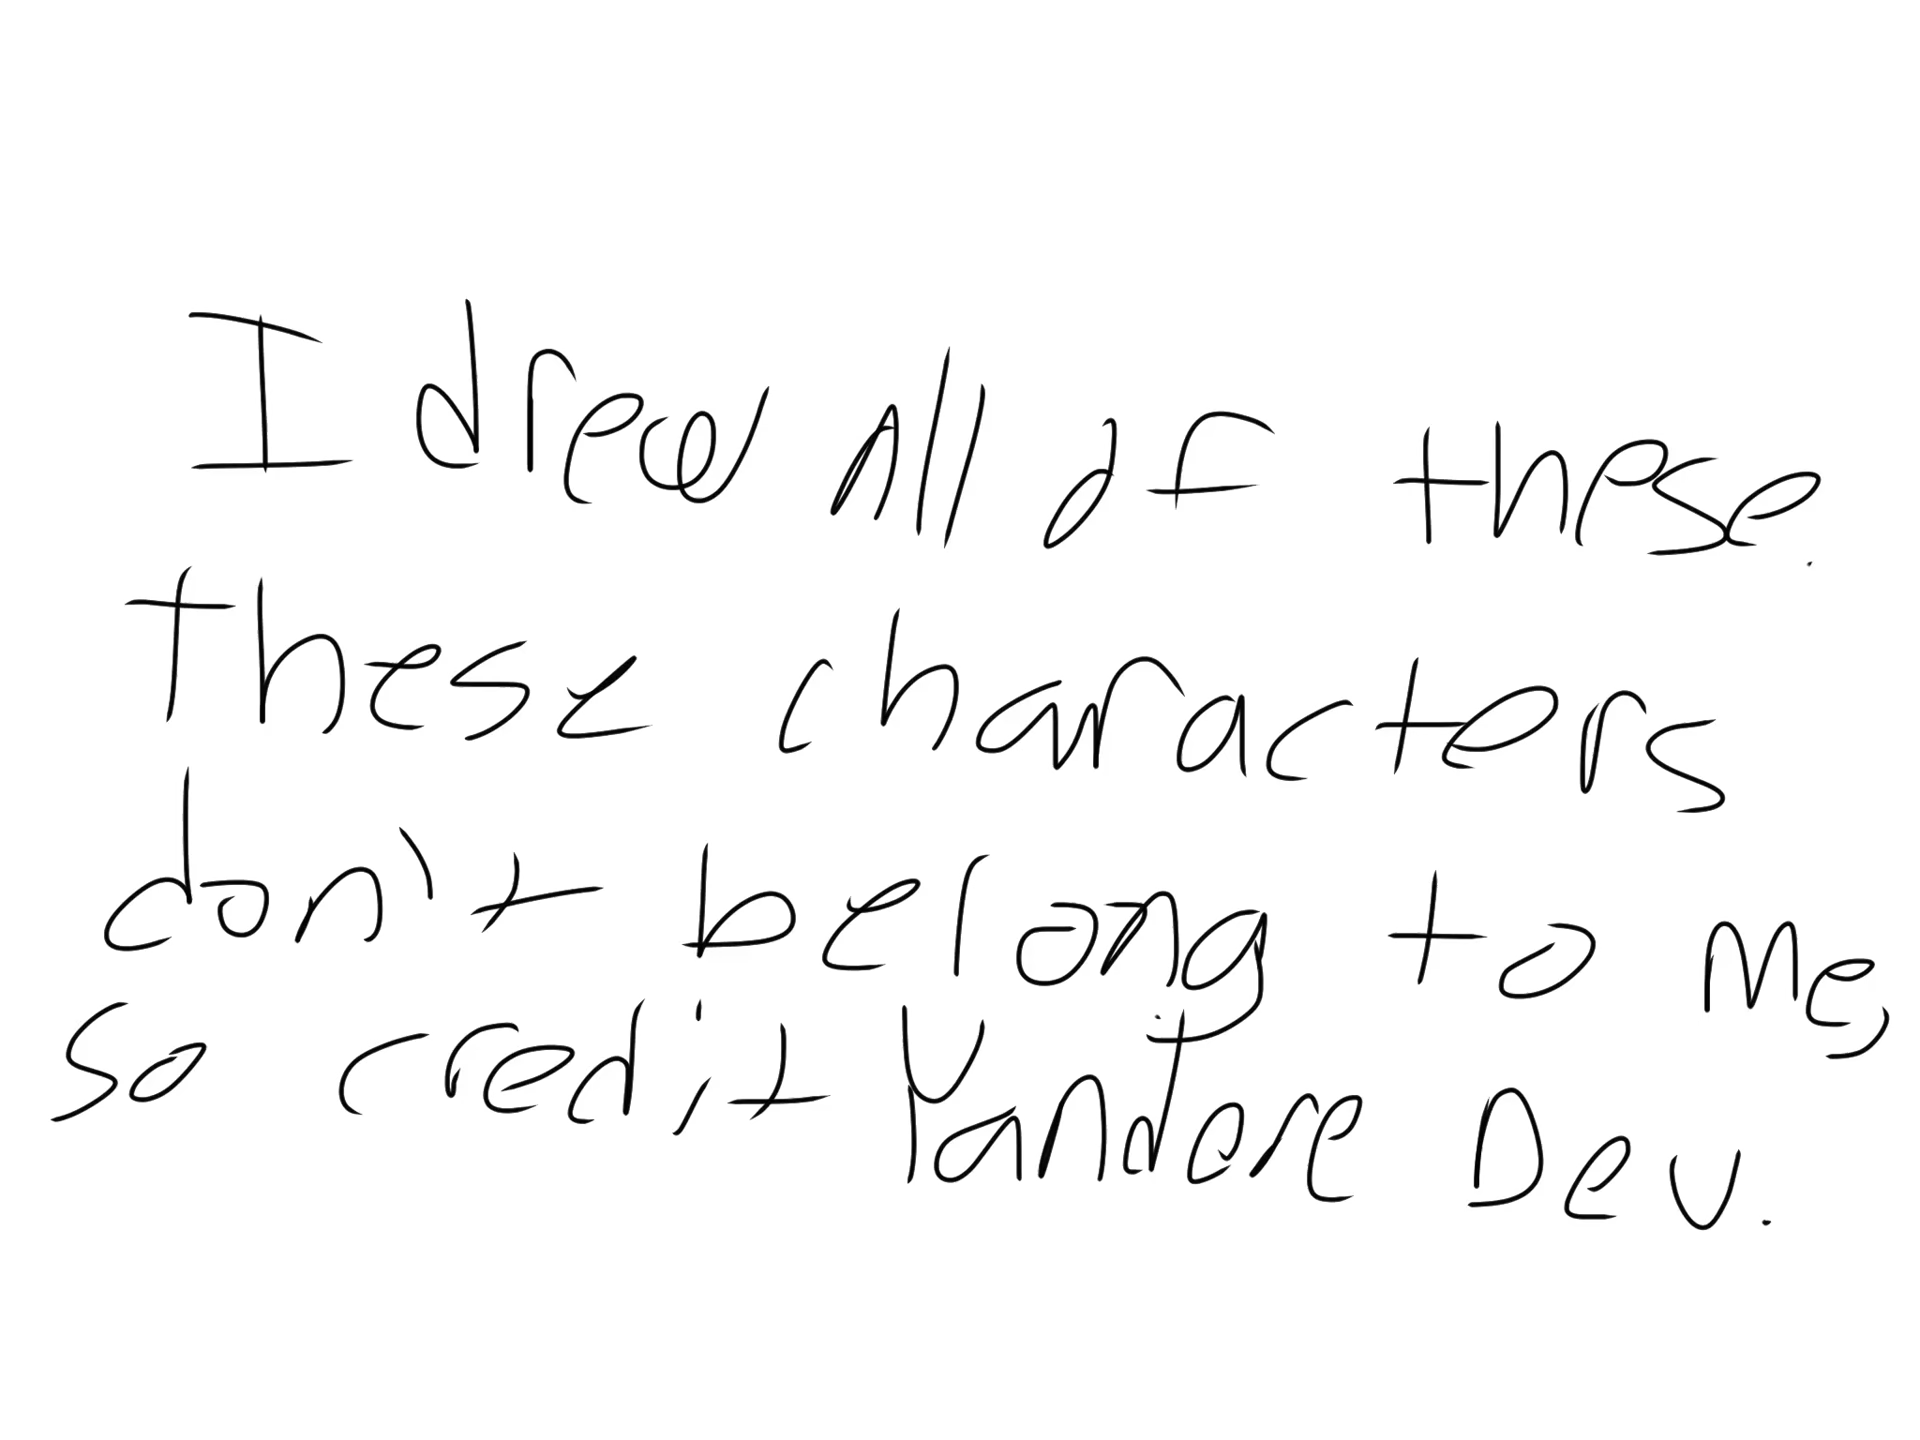 I drew all of these.
These characters
don't belong to me,
so credit Yandere Dev.